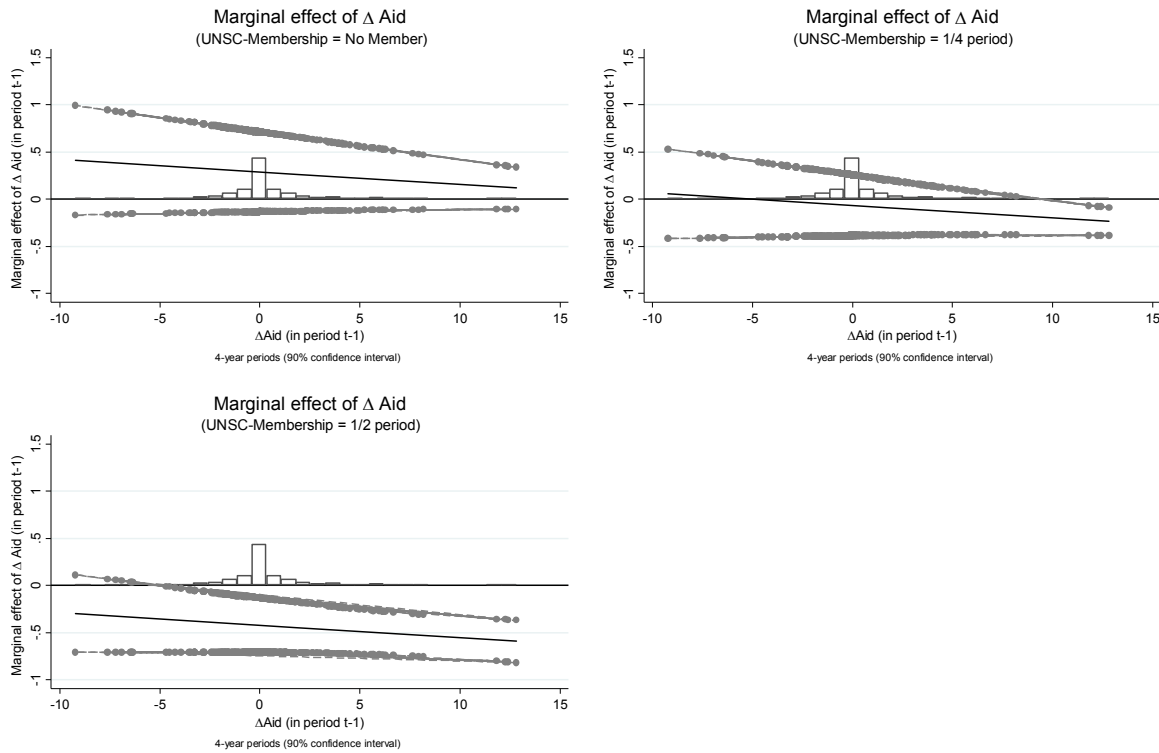 Marginal effect of Δ Aid
(UNSC-Membership = No Member)
Marginal effect of Δ Aid (in period t-1)
1.5
1
.5
0
-.5
-1
-10
-5
0
5
10
15
ΔAid (in period t-1)
4-year periods (90% confidence interval)
Marginal effect of Δ Aid
(UNSC-Membership = 1/4 period)
Marginal effect of Δ Aid (in period t-1)
1.5
1
.5
0
-.5
-1
-10
-5
0
5
10
15
ΔAid (in period t-1)
4-year periods (90% confidence interval)
Marginal effect of Δ Aid
(UNSC-Membership = 1/2 period)
Marginal effect of Δ Aid (in period t-1)
1.5
1
.5
0
-.5
-1
-10
-5
0
5
10
15
ΔAid (in period t-1)
4-year periods (90% confidence interval)